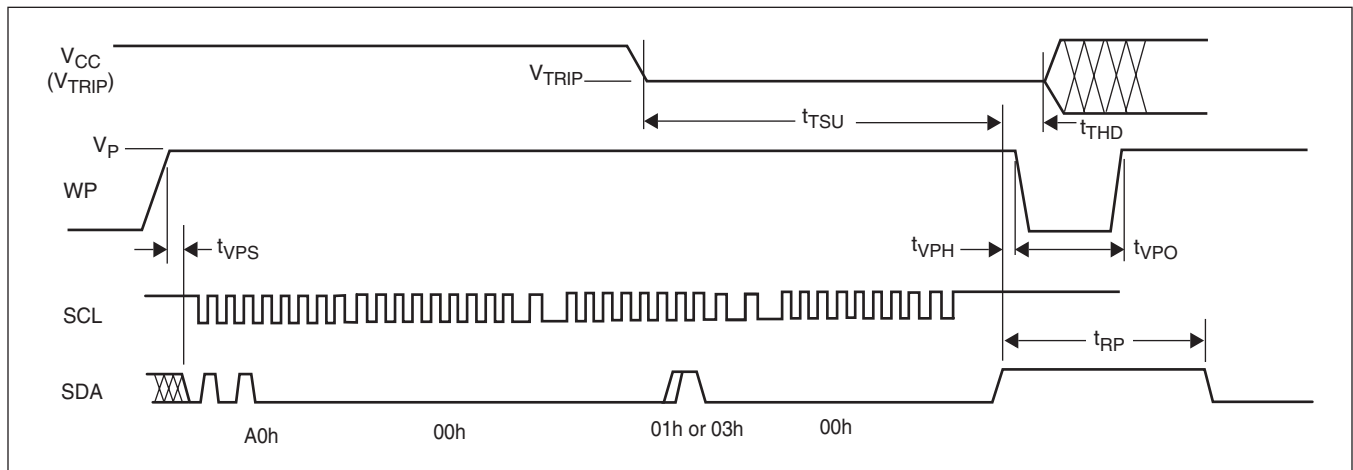 VCC
(VTRIP)
VTRIP
tTSU
tTHD
VP
WP
tVPS
tVPH
tVPO
SCL
tRP
SDA
A0h
00h
01h or 03h
00h